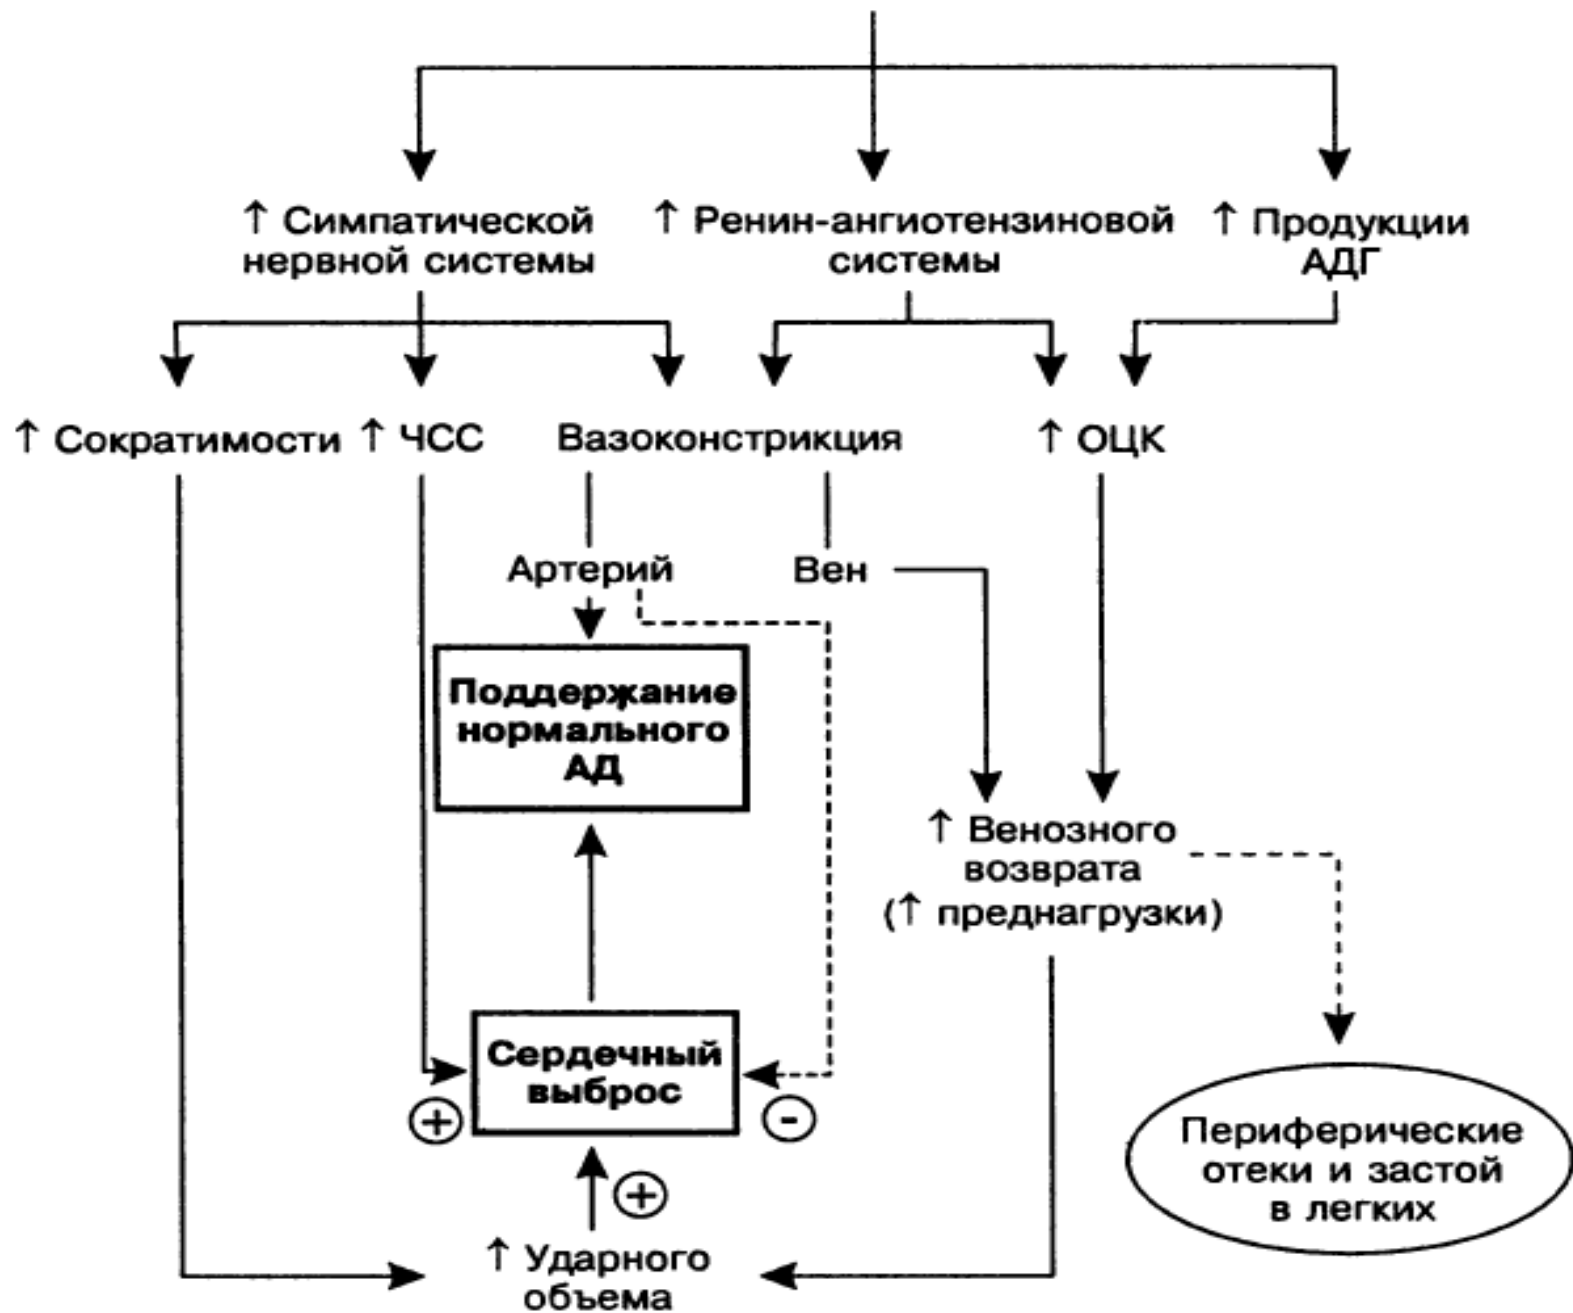 ↑ Симпатической
нервной системы
↑ Ренин-ангиотензиновой
системы
↑ Продукции
АДГ
↑ Сократимости
↑ ЧСС
Вазоконстрикция
↑ ОЦК
Артерий
Вен
Поддержание
нормального
АД
↑ Венозного
возврата
(↑ преднагрузки)
Сердечный
выброс
+
-
+
Периферические
отеки и застой
в легких
↑ Ударного
объема